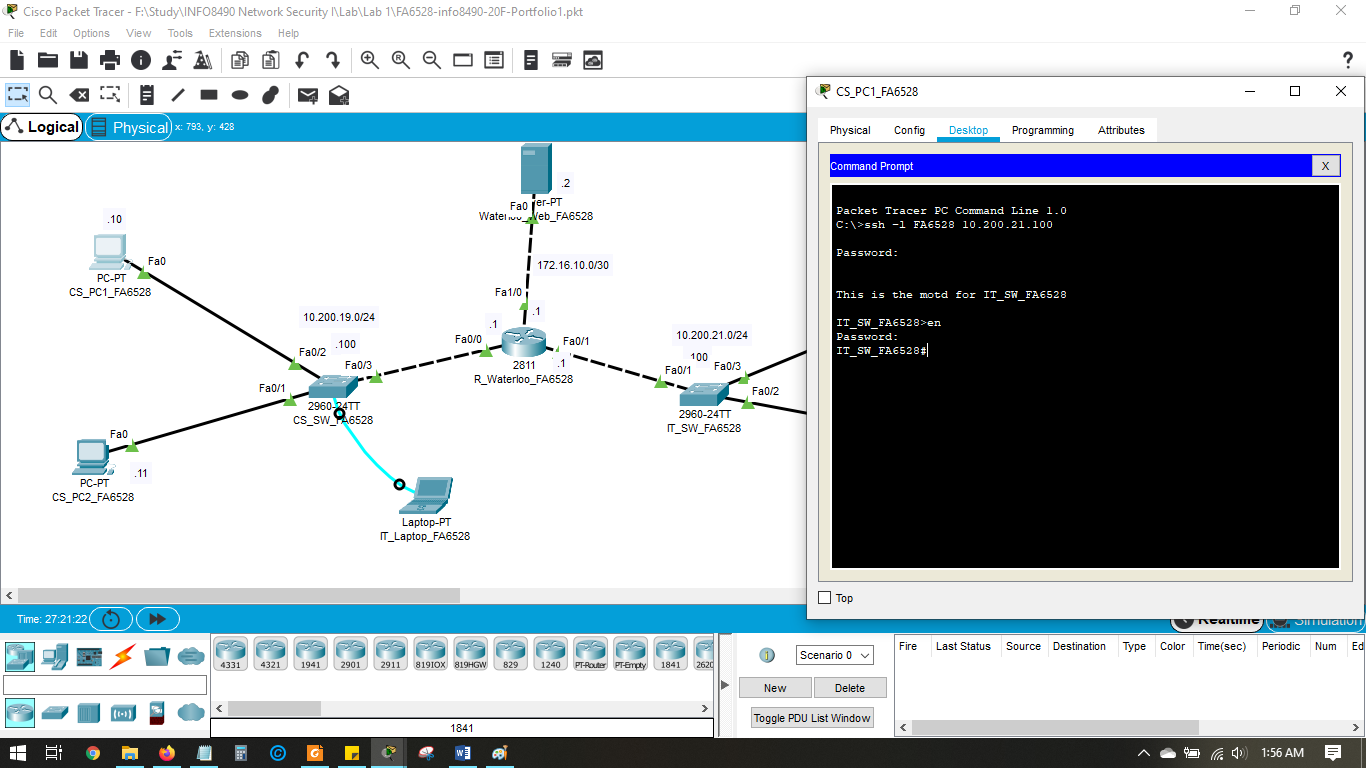 Cisco Packet Tracer - F:\Study\INFO8490 Network Security I\Lab\Lab 1\FA6528-info8490-20F-Portfolio1.pkt
File Edit Options View Tools Extensions Help
Logical Physical x: 793, y: 428
.2
Fa0 er-PT
Waterloo_Web_FA6528
.10
Fa0
PC-PT
CS_PC1_FA6528
172.16.10.0/30
Fa1/0
.1
10.200.19.0/24
.1
Fa0/0
Fa0/1
.1
2811
R_Waterloo_FA6528
10.200.21.0/24
100
Fa0/3
Fa0/1
Fa0/2
2960-24TT
IT_SW_FA6528
Fa0/2
.100
Fa0/3
Fa0/1
2960-24TT
CS_SW_FA6528
Fa0
.11
PC-PT
CS_PC2_FA6528
Laptop-PT
IT_Laptop_FA6528
CS_PC1_FA6528
Physical Config Desktop Programming Attributes
Command Prompt X
Packet Tracer PC Command Line 1.0
C:\>ssh -l FA6528 10.200.21.100
Password:
This is the motd for IT_SW_FA6528
IT_SW_FA6528>en
Password:
IT_SW_FA6528#
Top
Time: 27:21:22
Realtime Simulation
4331 4321 1941 2901 2911 819IOX 819HGW 829 1240 PT-Router PT-Empty 1841 2620
1841
Scenario 0
New Delete
Toggle PDU List Window
Fire Last Status Source Destination Type Color Time(sec) Periodic Num Ed
1:56 AM